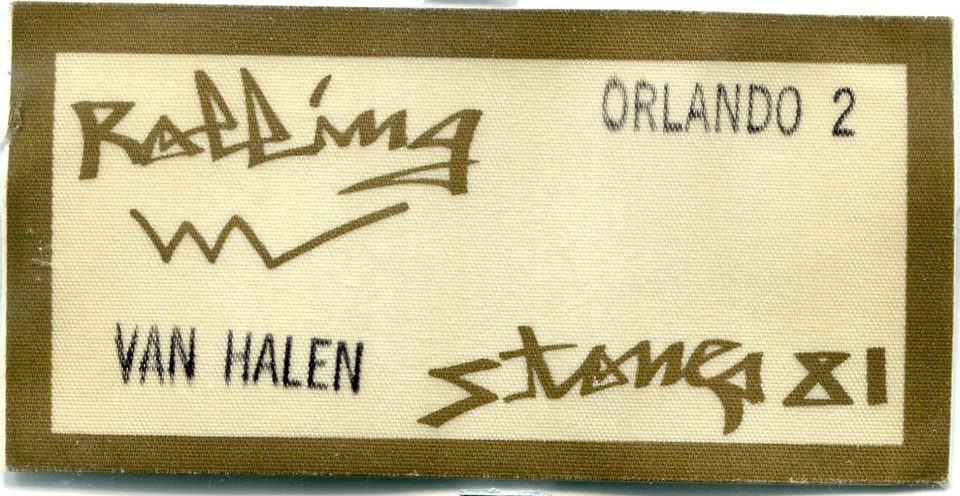 Rolling
ORLANDO 2
VAN HALEN
Stones 81